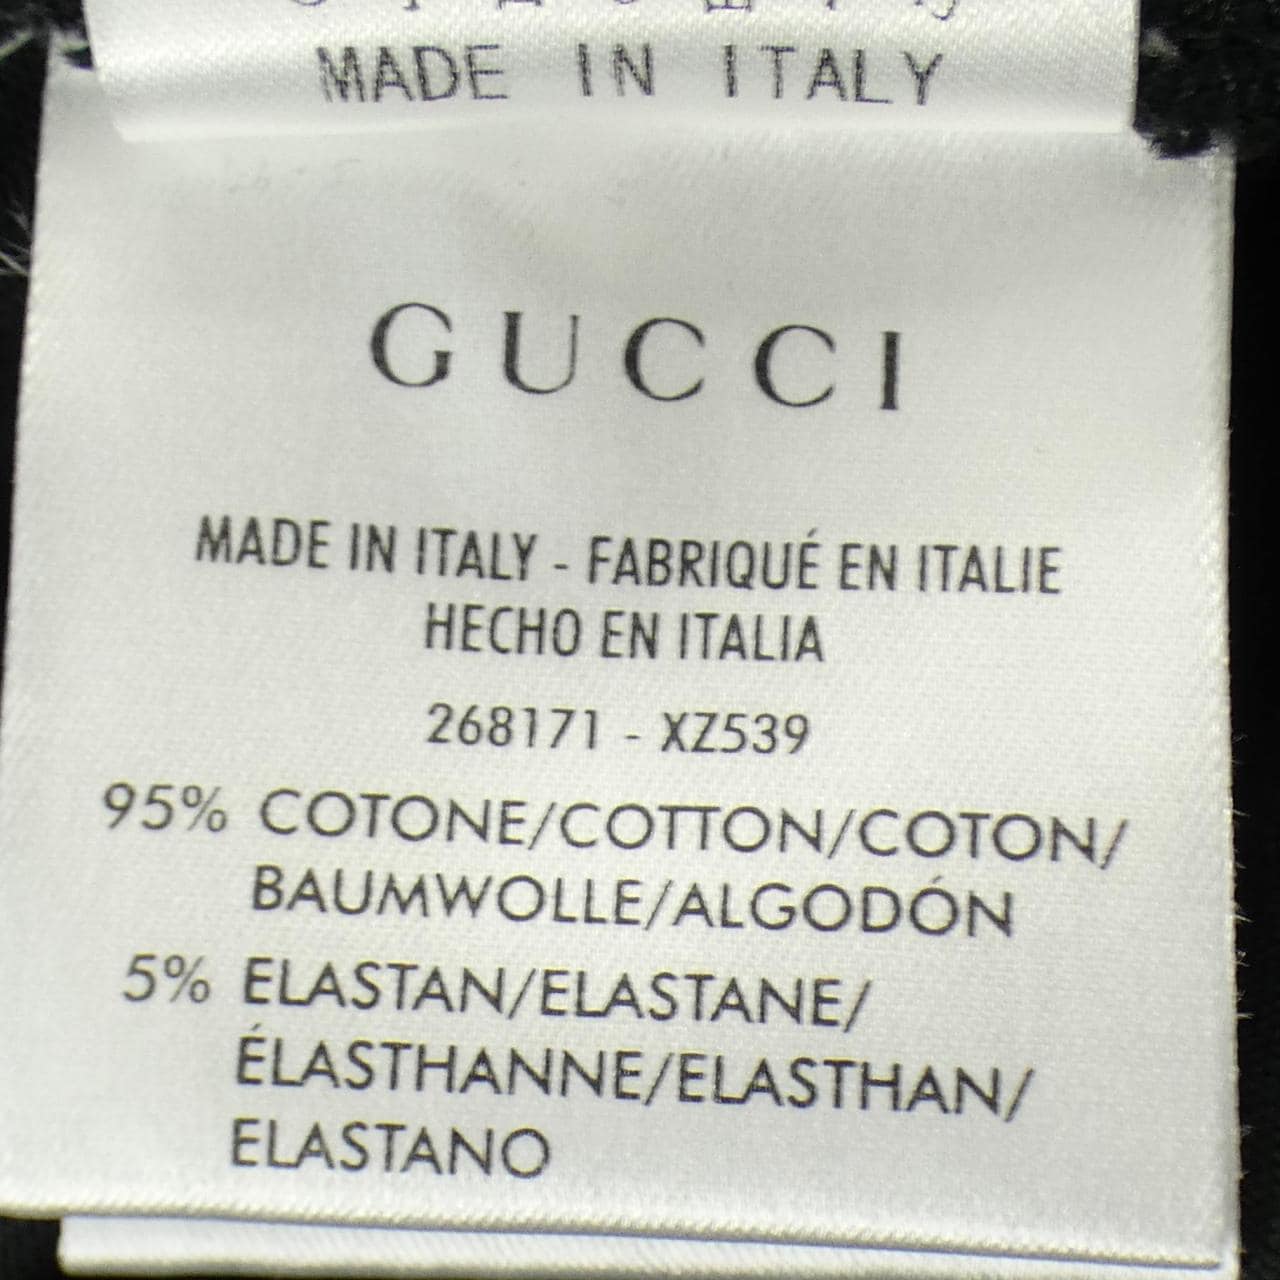 MADE IN ITALY
GUCCI
MADE IN ITALY - FABRIQUÉ EN ITALIE
HECHO EN ITALIA
268171 - XZ539
95% COTONE/COTTON/COTON/
BAUMWOLLE/ALGODÓN
5% ELASTAN/ELASTANE/
ÉLASTHANNE/ELASTHAN/
ELASTANO